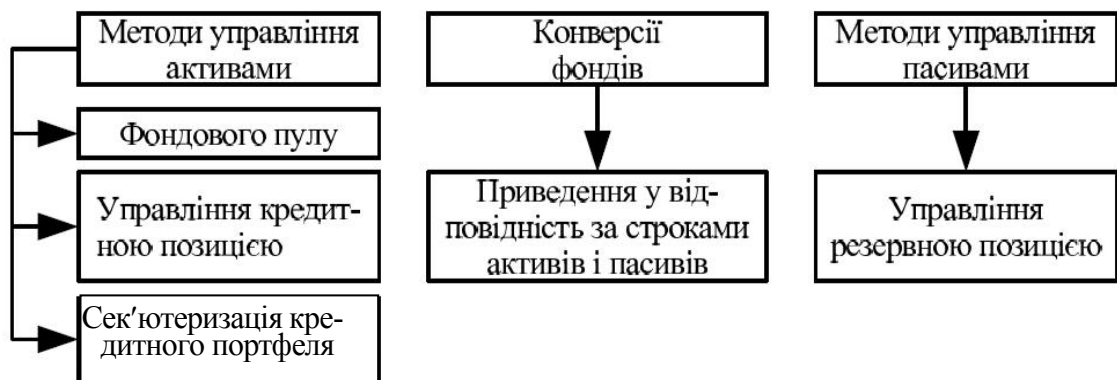 Методи управління
активами
Фондового пулу
Управління кредит-
ною позицією
Сек′ютеризація кре-
дитного портфеля
Конверсії
фондів
Приведення у від-
повідність за строками
активів і пасивів
Методи управління
пасивами
Управління
резервною позицією